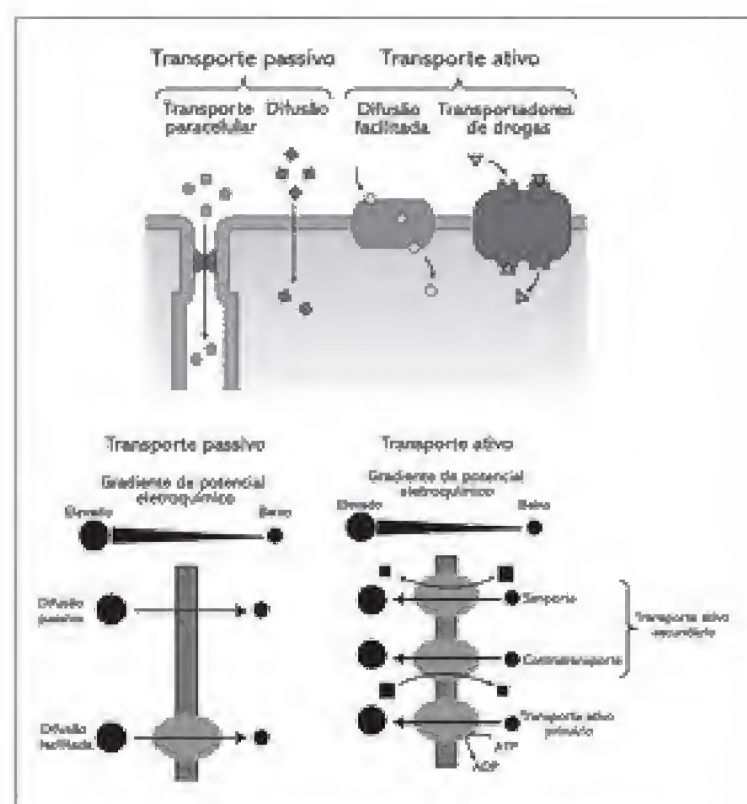 Transporte passivo
Transporte ativo
Transporte paracelular
Difusão
Difusão facilitada
Transportadores de drogas
Transporte passivo
Gradiente de potencial eletroquímico
Elevado
Baixo
Difusão passiva
Difusão facilitada
Transporte ativo
Gradiente de potencial eletroquímico
Elevado
Baixo
Simporte
Contratransporte
Transporte ativo secundário
Transporte ativo primário
ATP
ADP